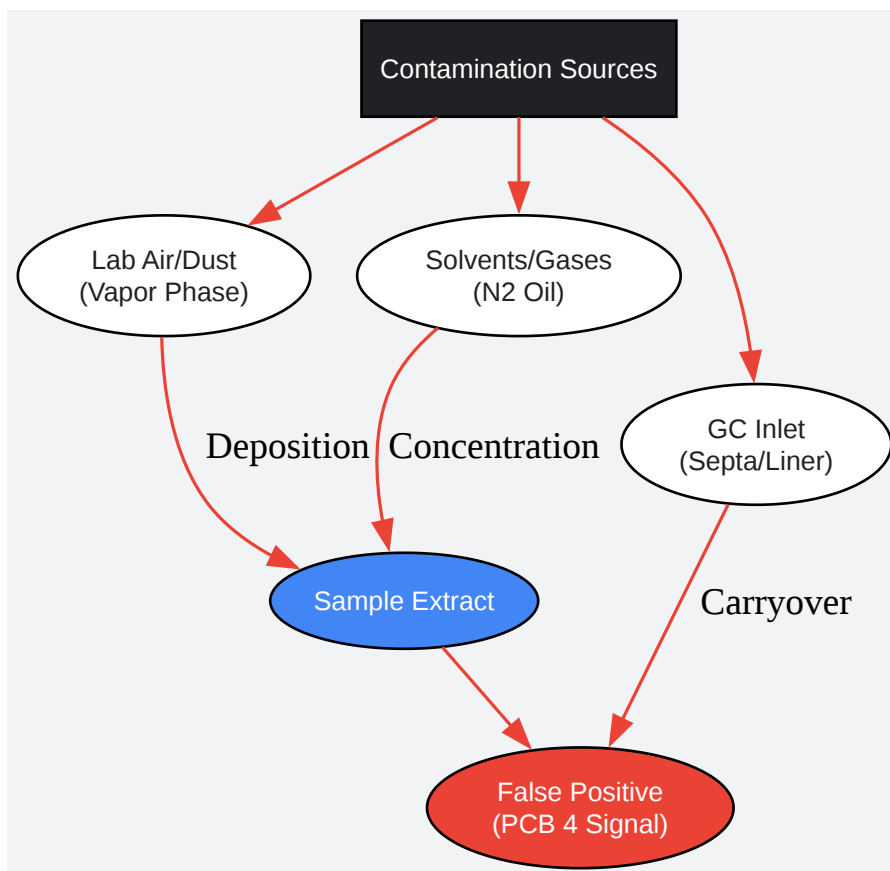 Contamination Sources
Lab Air/Dust
(Vapor Phase)
Solvents/Gases
(N2 Oil)
GC Inlet
(Septa/Liner)
Deposition
Concentration
Sample Extract
Carryover
False Positive
(PCB 4 Signal)